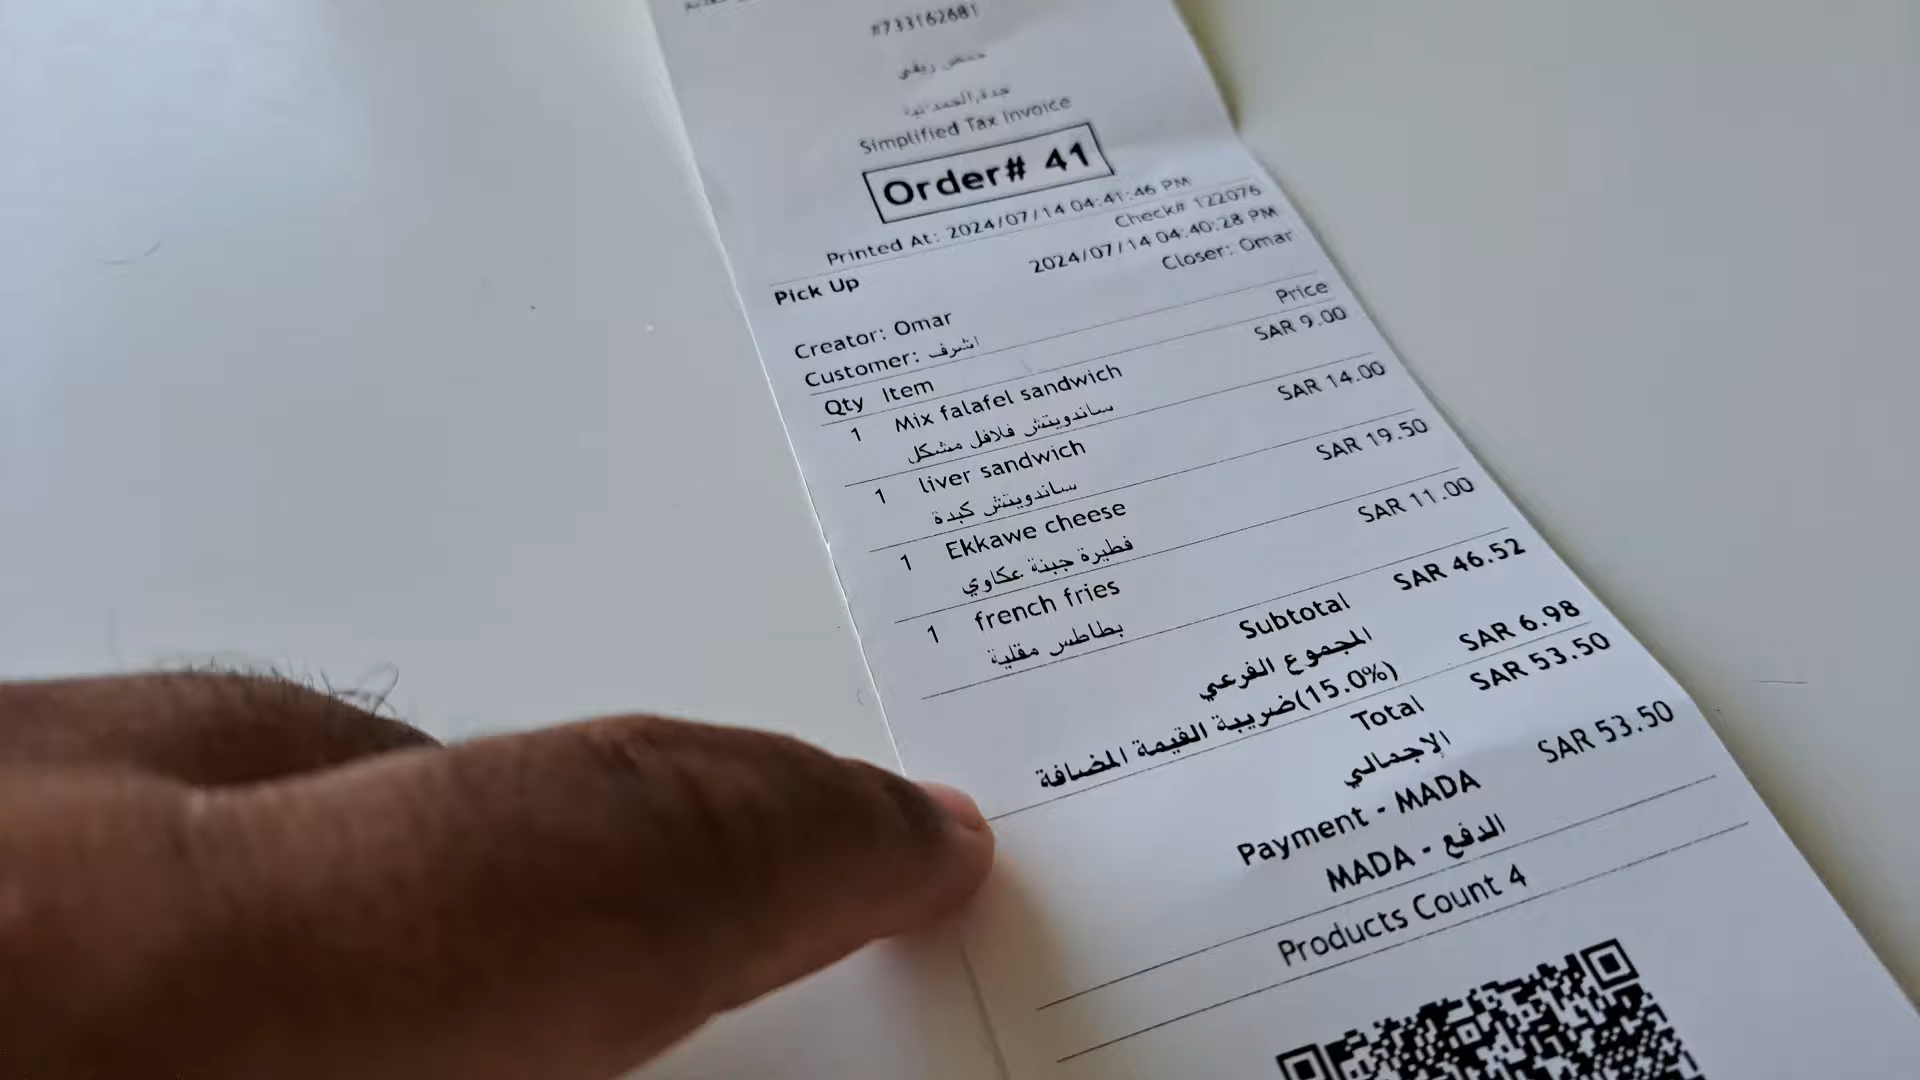 #733162681
حمص ريفي
جدة,الحمدانية
Simplified Tax Invoice
Order# 41
Printed At: 2024/07/14 04:41:46 PM
Check# 122076
Pick Up 2024/07/14 04:40:28 PM
Creator: Omar Closer: Omar
Customer: اشرف
Qty Item Price
1 Mix falafel sandwich SAR 9.00
ساندويتش فلافل مشكل
1 liver sandwich SAR 14.00
ساندويتش كبدة
1 Ekkawe cheese SAR 19.50
فطيرة جبنة عكاوي
1 french fries SAR 11.00
بطاطس مقلية
Subtotal SAR 46.52
المجموع الفرعي
ضريبة القيمة المضافة(15.0%) SAR 6.98
Total SAR 53.50
الاجمالي
Payment - MADA SAR 53.50
الدفع - MADA
Products Count 4